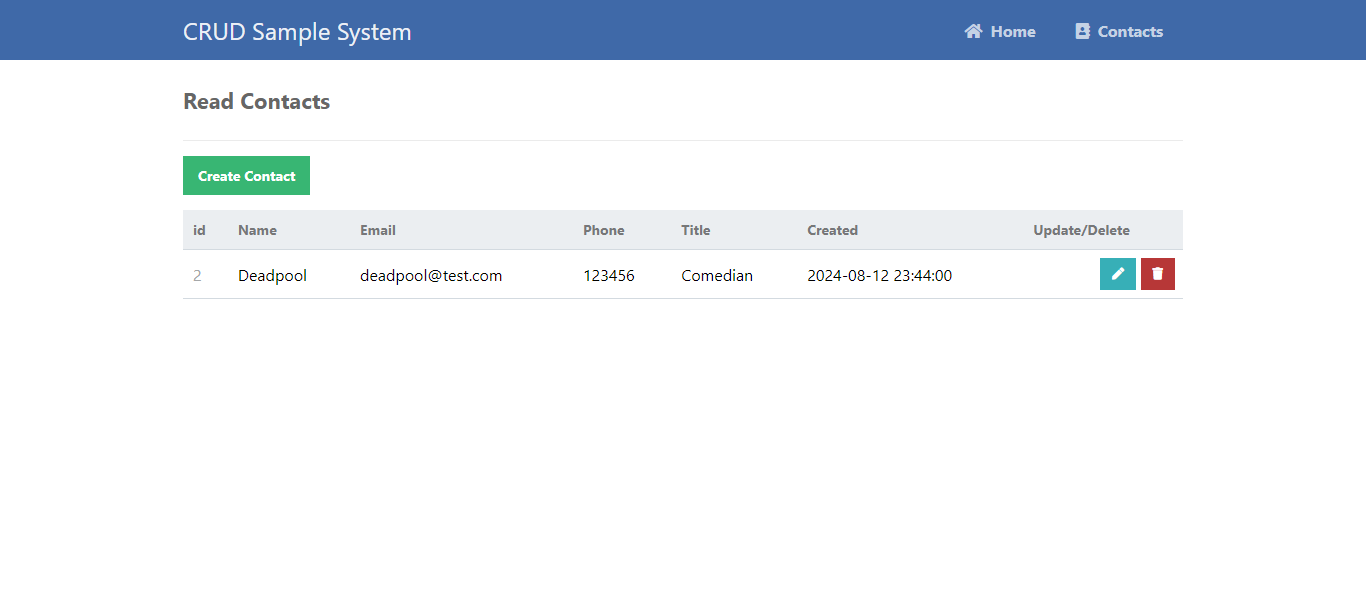 CRUD Sample System Home Contacts
Read Contacts
Create Contact
id Name Email Phone Title Created Update/Delete
2 Deadpool deadpool@test.com 123456 Comedian 2024-08-12 23:44:00